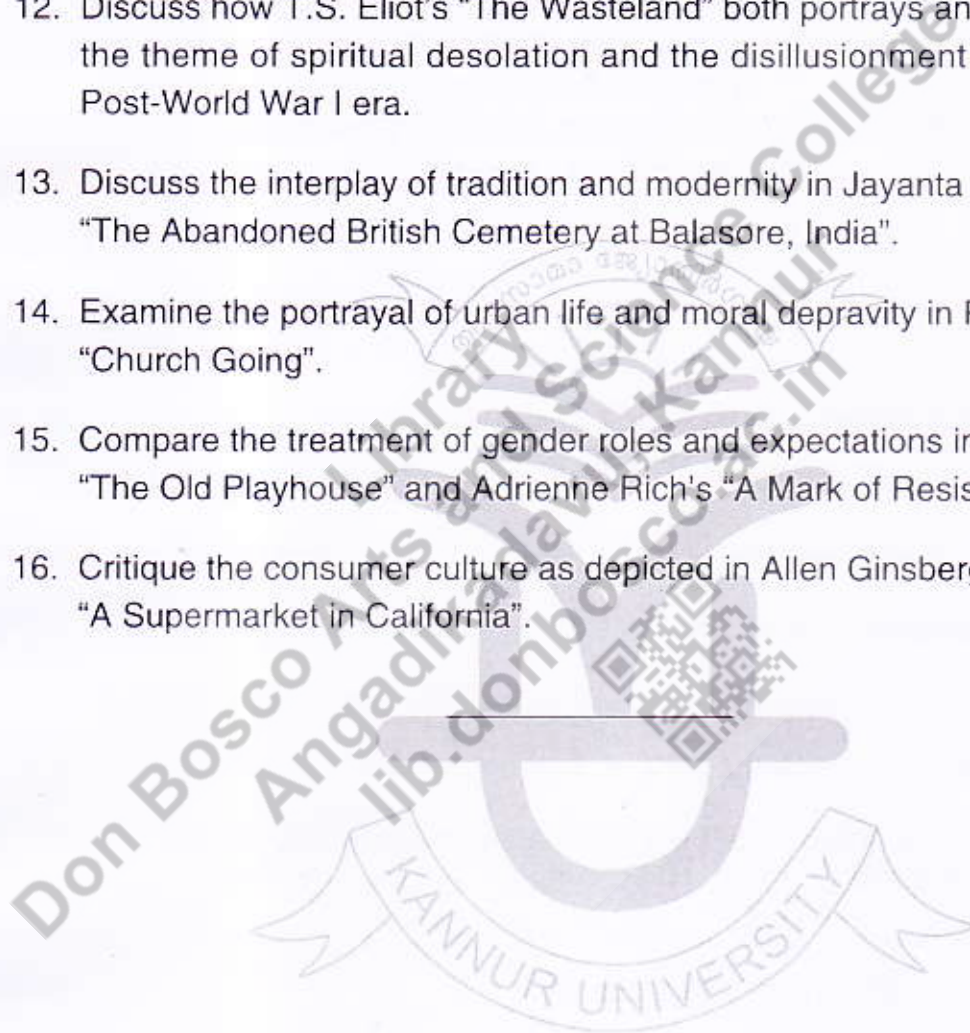 12. Discuss how T.S. Eliot's "The Wasteland" both portrays an
the theme of spiritual desolation and the disillusionment
Post-World War I era.
13. Discuss the interplay of tradition and modernity in Jayanta
"The Abandoned British Cemetery at Balasore, India".
14. Examine the portrayal of urban life and moral depravity in
"Church Going".
15. Compare the treatment of gender roles and expectations in
"The Old Playhouse" and Adrienne Rich's "A Mark of Resis
16. Critique the consumer culture as depicted in Allen Ginsberg
"A Supermarket in California".
Library
Don Bosco Arts and Science College
Angadikadavu, Kannur
lib.donbosco.ac.in
KANNUR UNIVERSITY